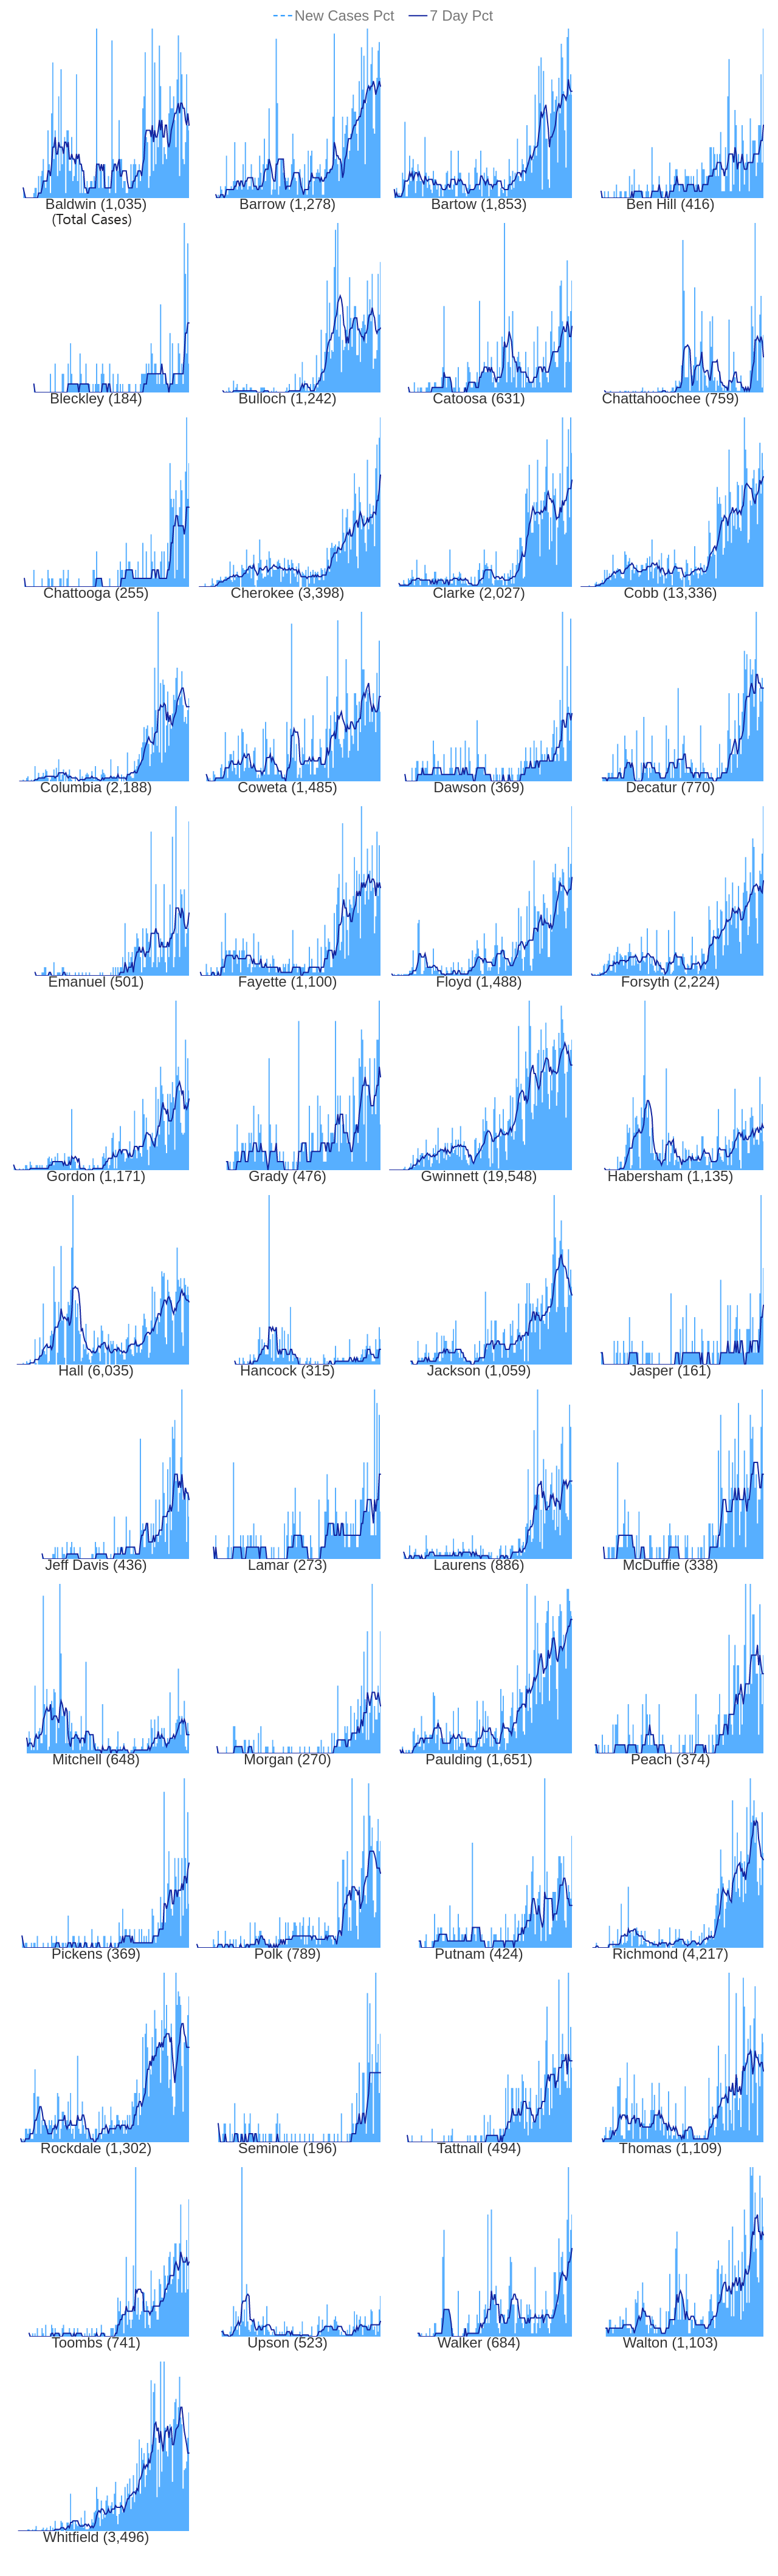 New Cases Pct 7 Day Pct
Baldwin (1,035) Barrow (1,278) Bartow (1,853) Ben Hill (416)
(Total Cases)
Bleckley (184) Bulloch (1,242) Catoosa (631) Chattahoochee (759)
Chattooga (255) Cherokee (3,398) Clarke (2,027) Cobb (13,336)
Columbia (2,188) Coweta (1,485) Dawson (369) Decatur (770)
Emanuel (501) Fayette (1,100) Floyd (1,488) Forsyth (2,224)
Gordon (1,171) Grady (476) Gwinnett (19,548) Habersham (1,135)
Hall (6,035) Hancock (315) Jackson (1,059) Jasper (161)
Jeff Davis (436) Lamar (273) Laurens (886) McDuffie (338)
Mitchell (648) Morgan (270) Paulding (1,651) Peach (374)
Pickens (369) Polk (789) Putnam (424) Richmond (4,217)
Rockdale (1,302) Seminole (196) Tattnall (494) Thomas (1,109)
Toombs (741) Upson (523) Walker (684) Walton (1,103)
Whitfield (3,496)